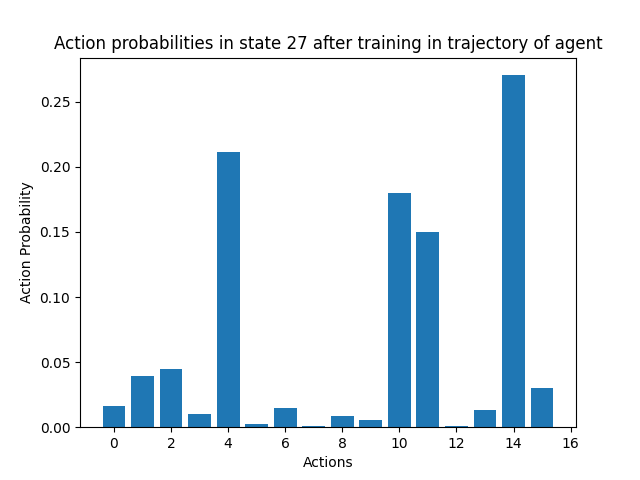 Action probabilities in state 27 after training in trajectory of agent
0.25
0.20
0.15
0.10
0.05
0.00
Action Probability
0 2 4 6 8 10 12 14 16
Actions